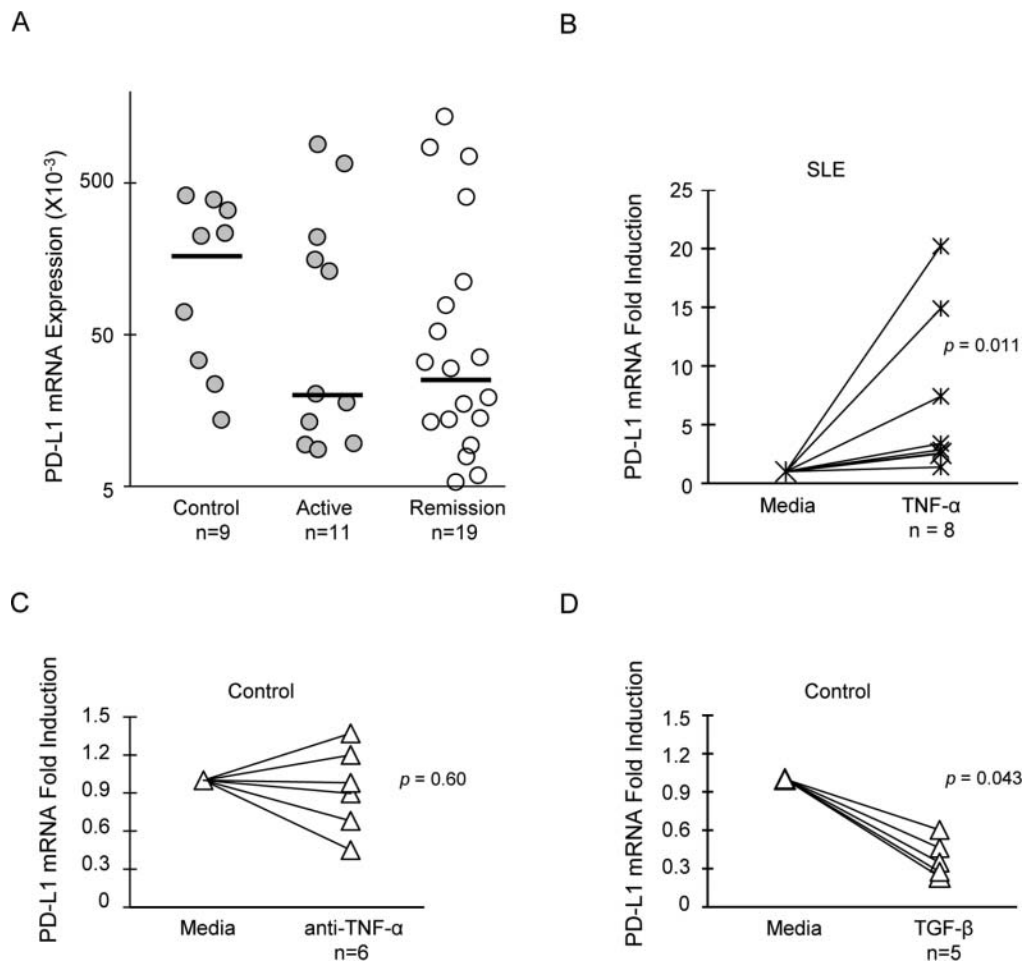 A
PD-L1 mRNA Expression (X10⁻³)
500
50
5
Control
n=9
Active
n=11
Remission
n=19
B
SLE
PD-L1 mRNA Fold Induction
25
20
15
10
5
0
p = 0.011
Media
TNF-α
n = 8
C
Control
PD-L1 mRNA Fold Induction
1.5
1.2
0.9
0.6
0.3
0
p = 0.60
Media
anti-TNF-α
n=6
D
Control
PD-L1 mRNA Fold Induction
1.5
1.2
0.9
0.6
0.3
0
p = 0.043
Media
TGF-β
n=5